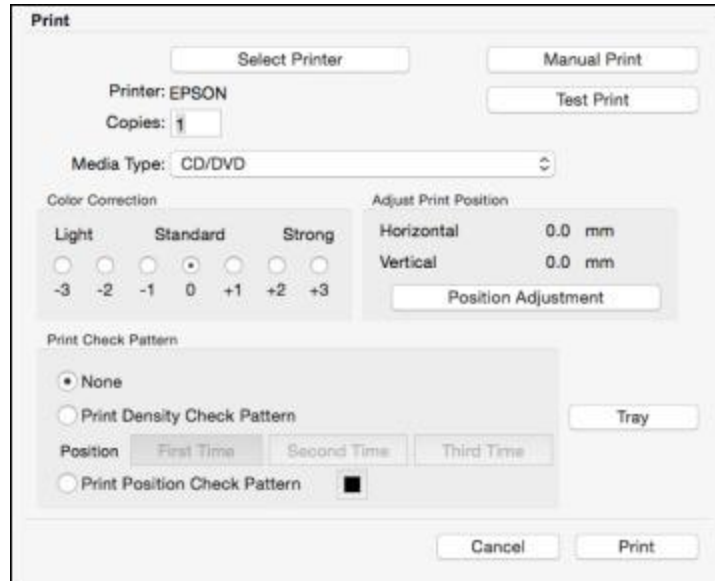 Print
Select Printer
Manual Print
Printer: EPSON
Test Print
Copies: 1
Media Type: CD/DVD
Color Correction
Adjust Print Position
Light Standard Strong
Horizontal 0.0 mm
Vertical 0.0 mm
-3 -2 -1 0 +1 +2 +3
Position Adjustment
Print Check Pattern
None
Print Density Check Pattern
Tray
Position First Time Second Time Third Time
Print Position Check Pattern
Cancel Print